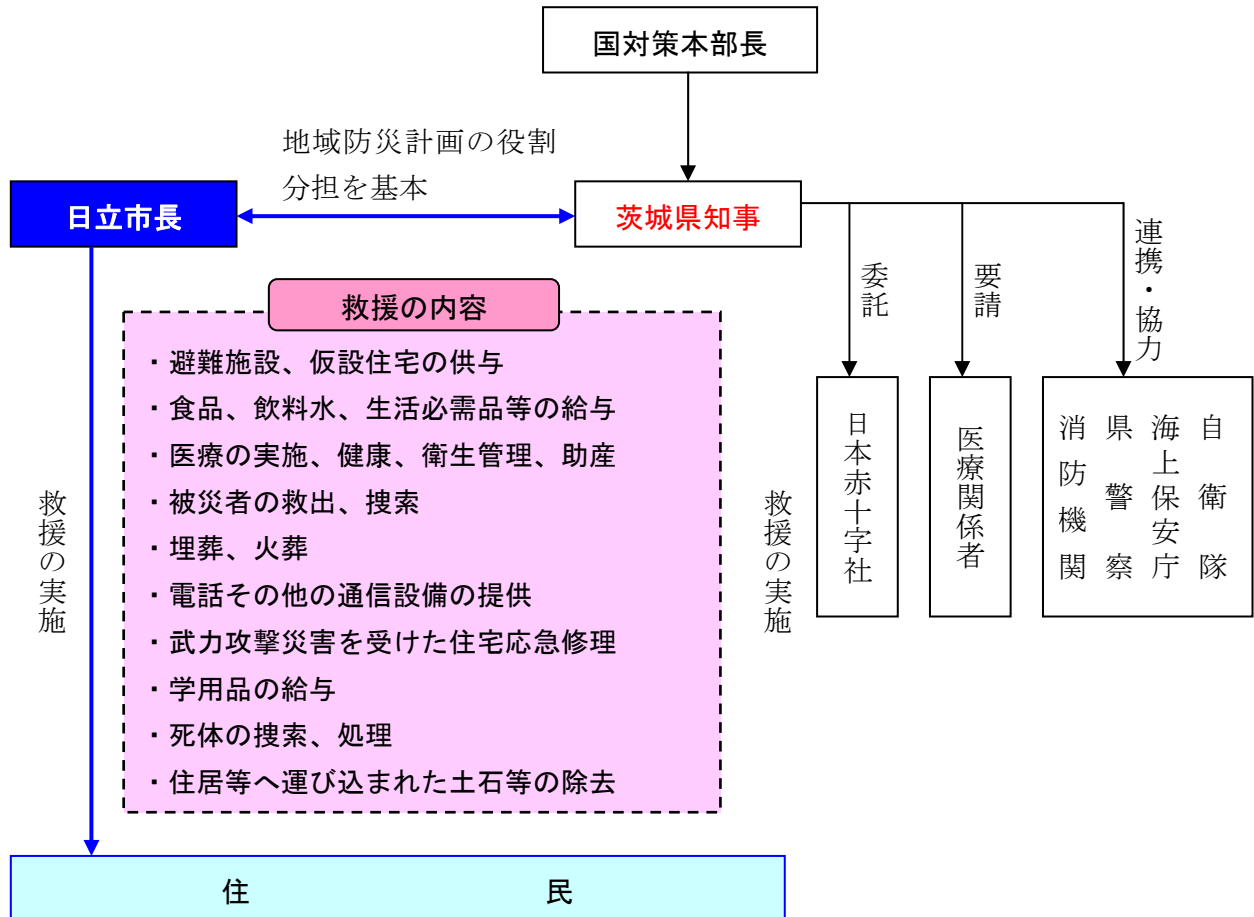 国対策本部長
地域防災計画の役割
分担を基本
日立市長
茨城県知事
委託
要請
連携・協力
救援の内容
・避難施設、仮設住宅の供与
・食品、飲料水、生活必需品等の給与
・医療の実施、健康、衛生管理、助産
・被災者の救出、捜索
・埋葬、火葬
・電話その他の通信設備の提供
・武力攻撃災害を受けた住宅応急修理
・学用品の給与
・死体の捜索、処理
・住居等へ運び込まれた土石等の除去
救援の実施
救援の実施
日本赤十字社
医療関係者
消防機関
県警察
海上保安庁
自衛隊
住民